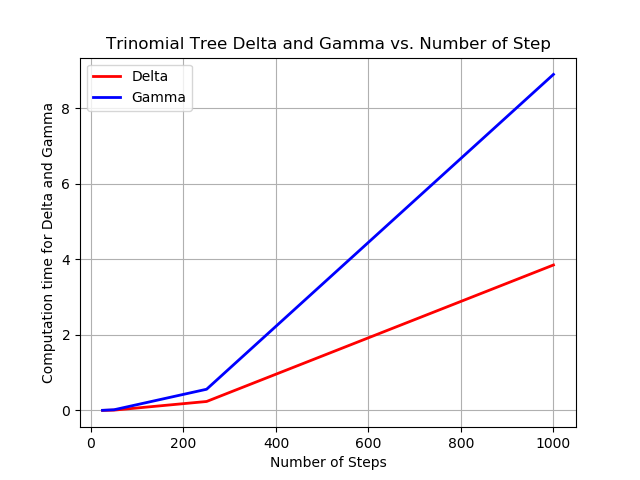 Trinomial Tree Delta and Gamma vs. Number of Step
Delta
Gamma
Computation time for Delta and Gamma
8
6
4
2
0
0 200 400 600 800 1000
Number of Steps